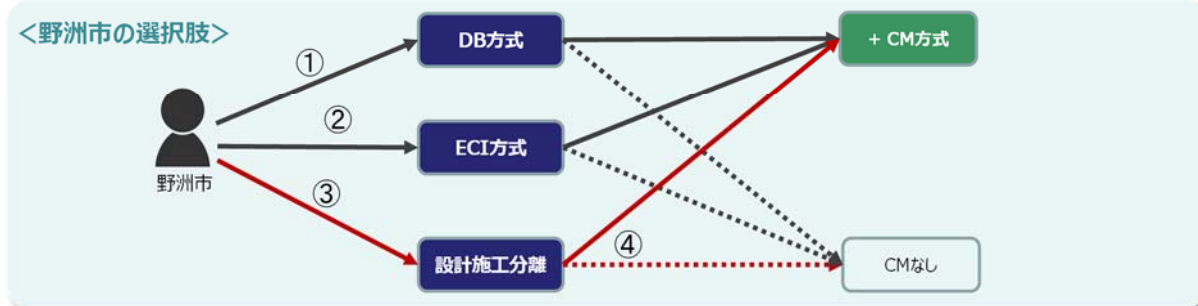 <野洲市の選択肢>
DB方式
+ CM方式
①
②
ECI方式
野洲市
③
④
設計施工分離
CMなし